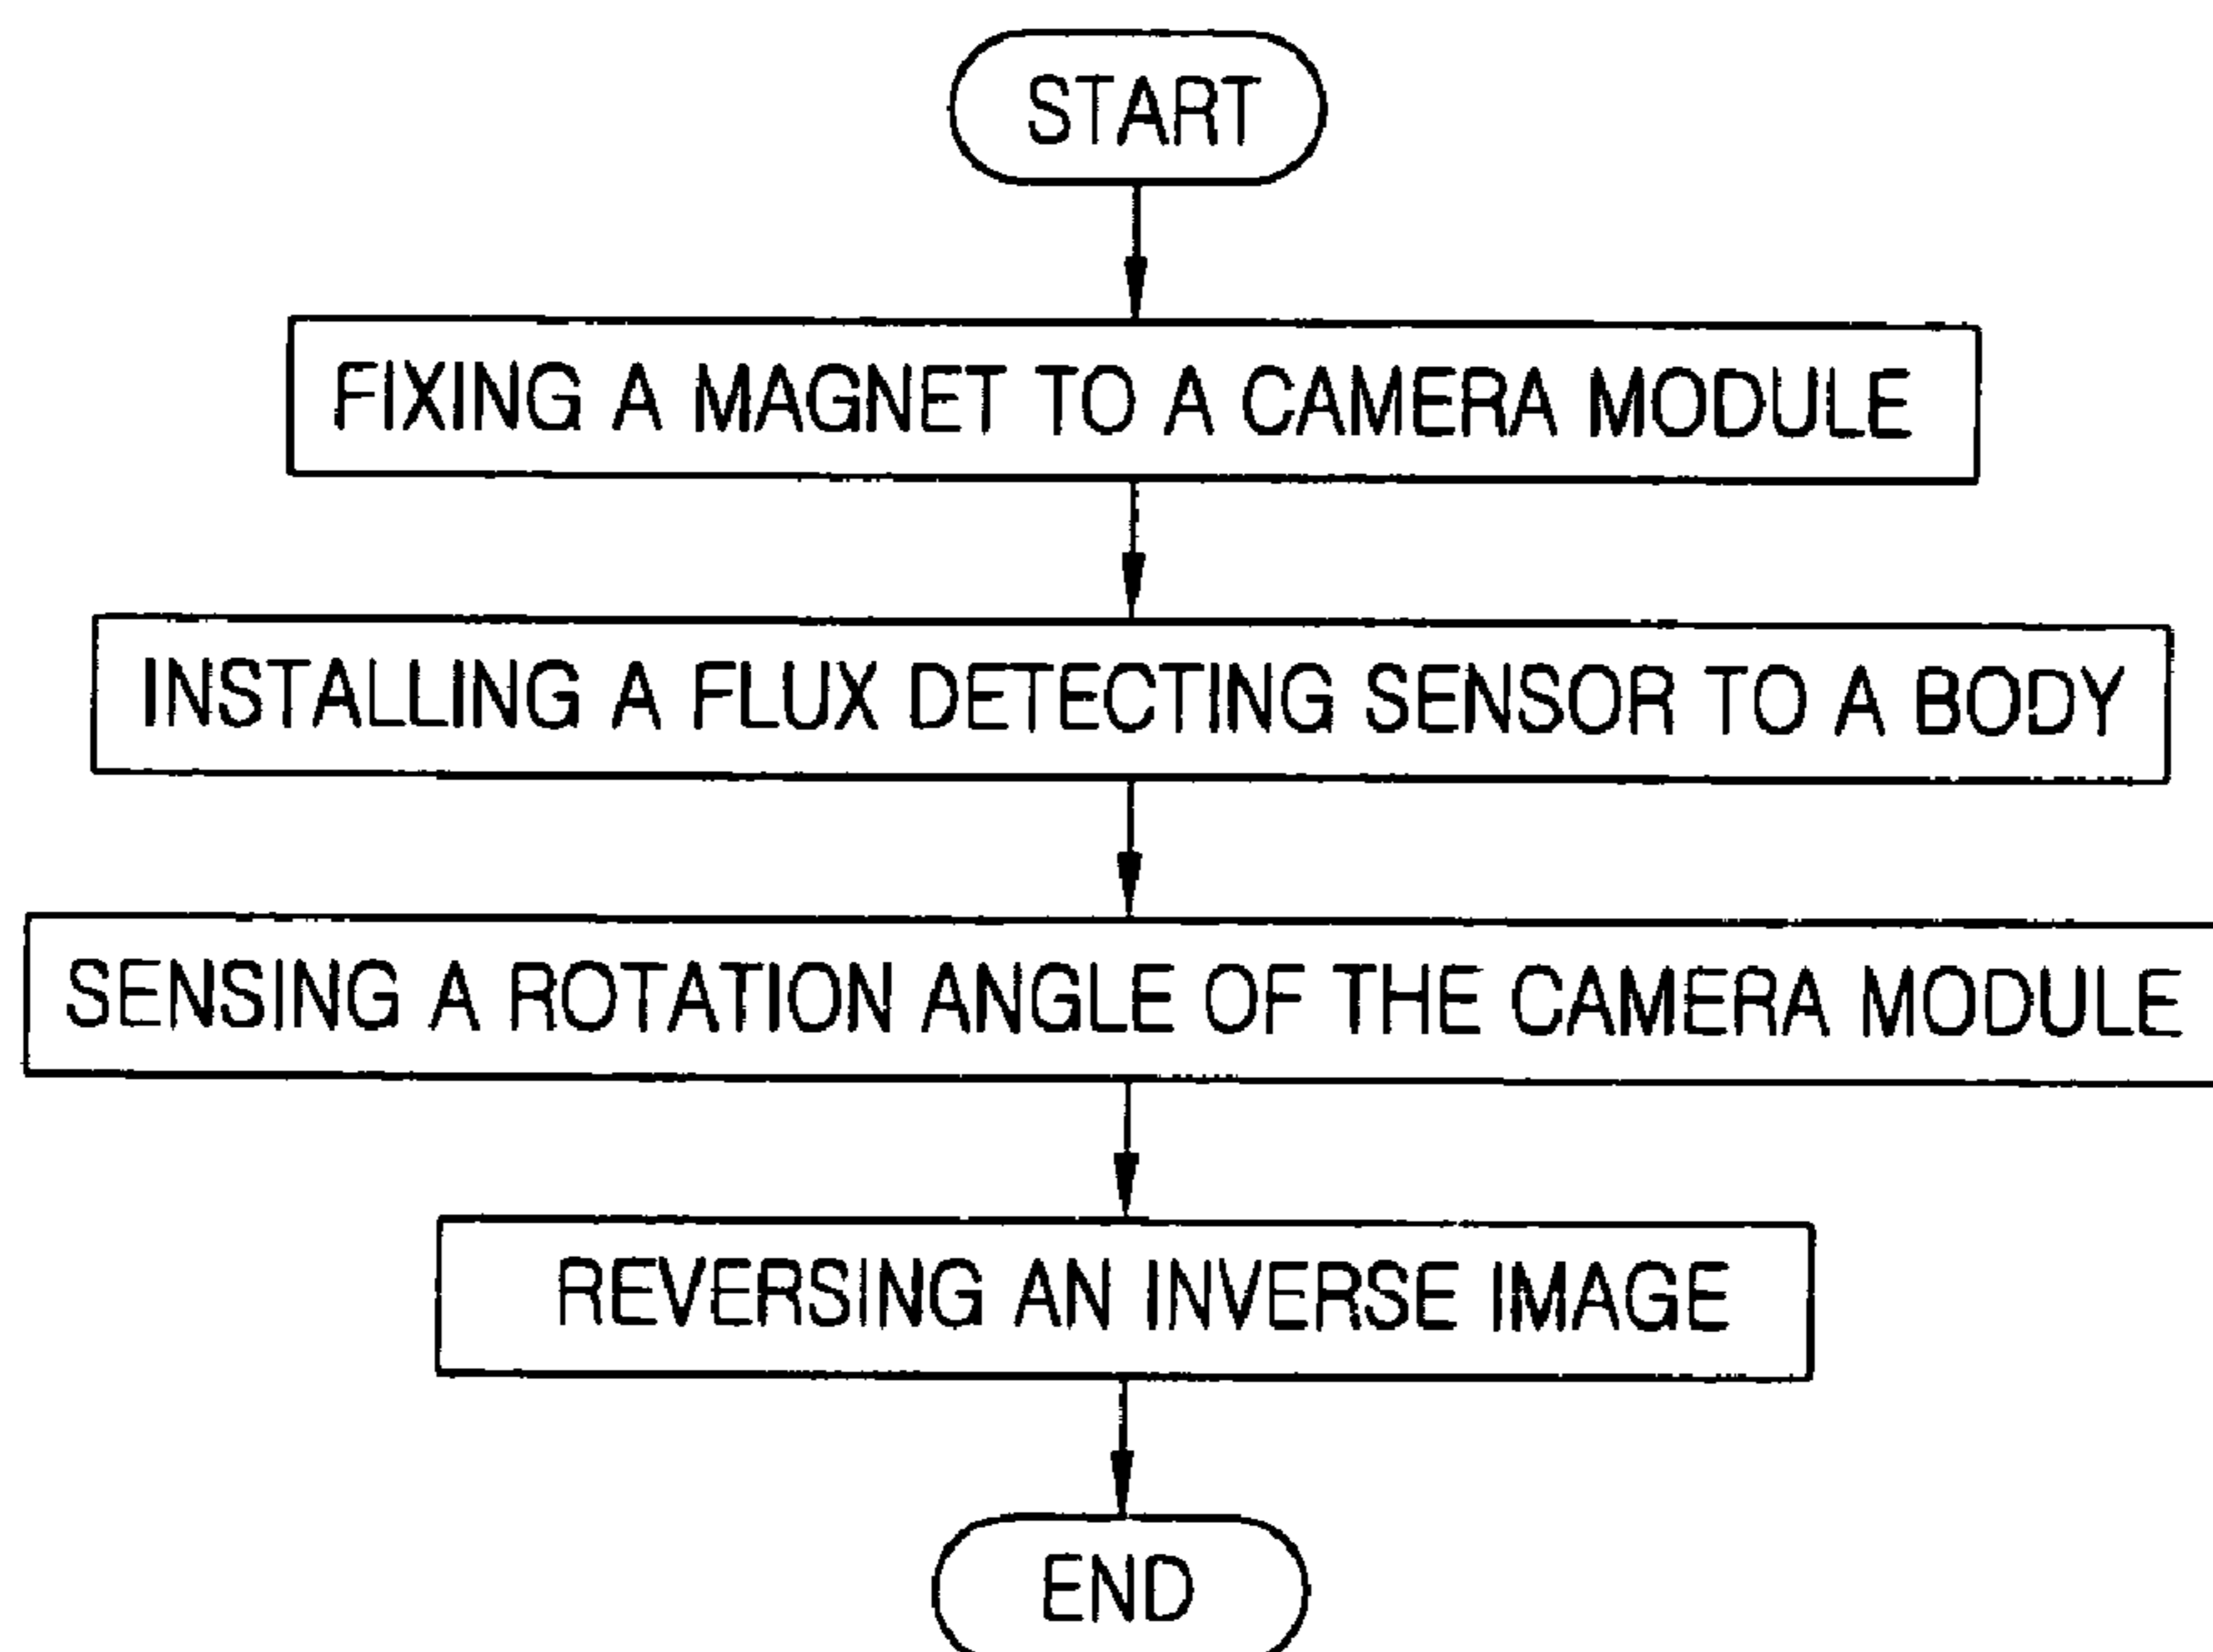 START
FIXING A MAGNET TO A CAMERA MODULE
INSTALLING A FLUX DETECTING SENSOR TO A BODY
SENSING A ROTATION ANGLE OF THE CAMERA MODULE
REVERSING AN INVERSE IMAGE
END